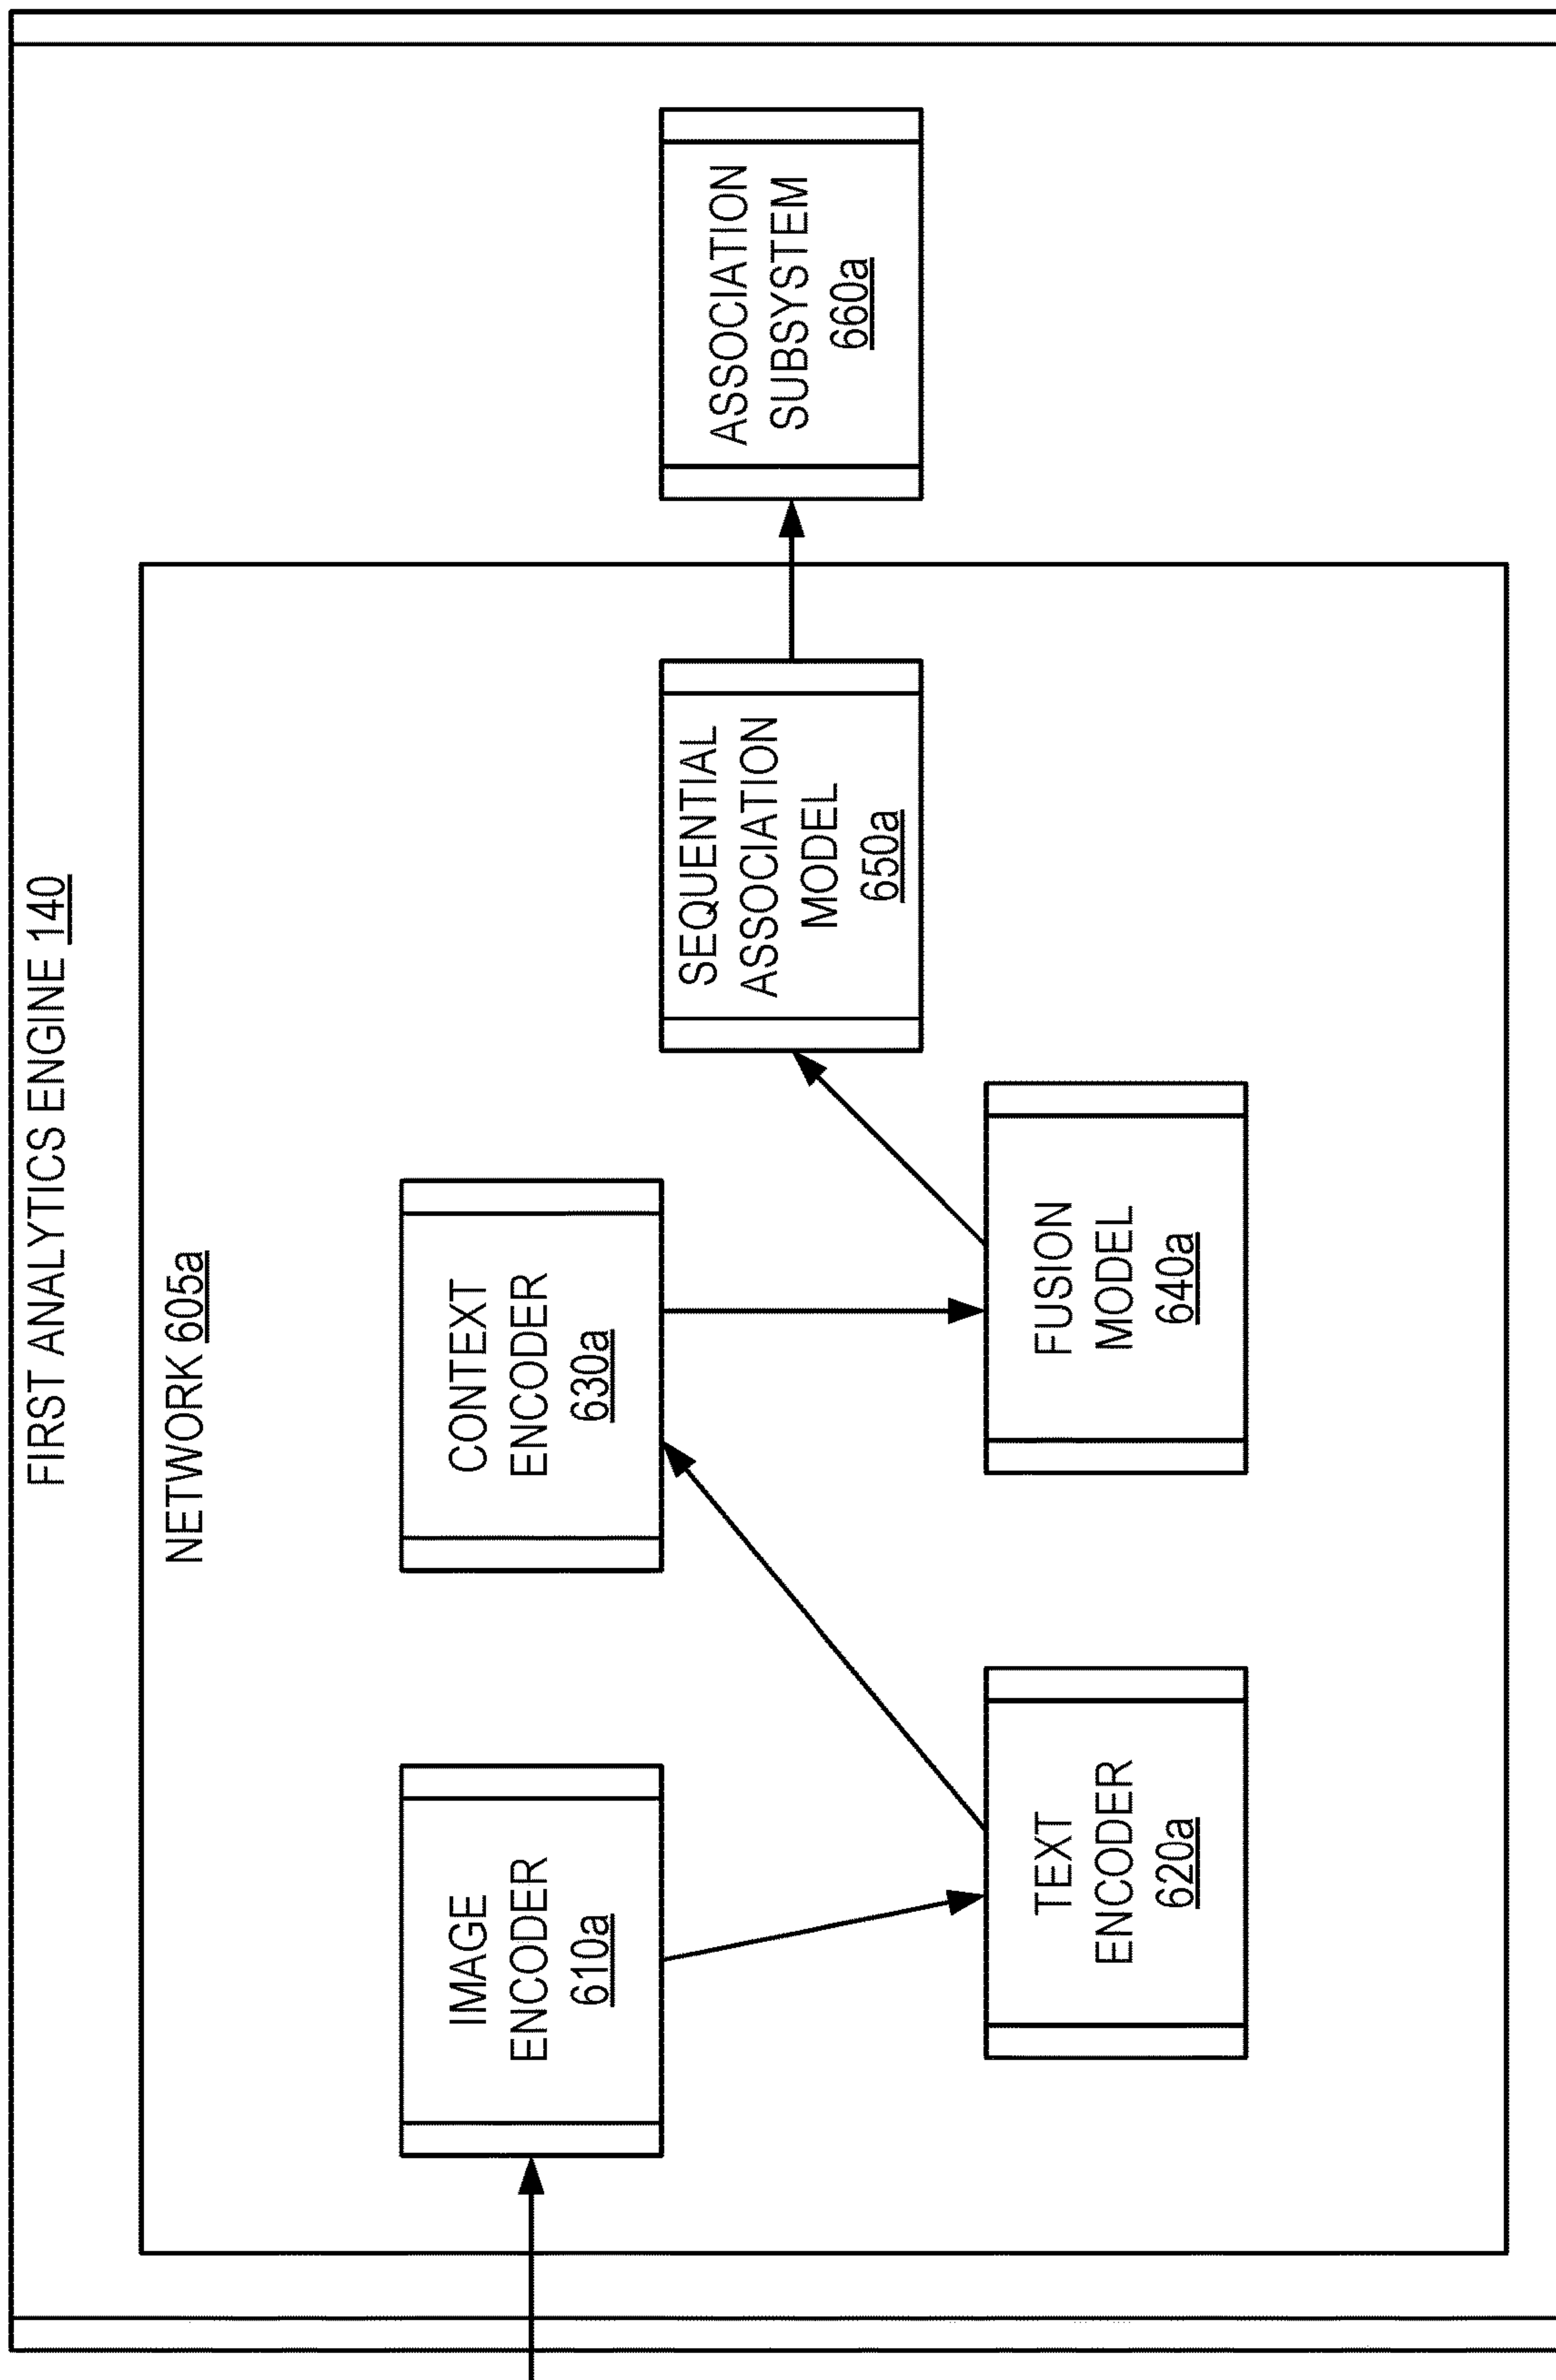 FIRST ANALYTICS ENGINE 140
NETWORK 605a
IMAGE
ENCODER
610a
TEXT
ENCODER
620a
CONTEXT
ENCODER
630a
FUSION
MODEL
640a
SEQUENTIAL
ASSOCIATION
MODEL
650a
ASSOCIATION
SUBSYSTEM
660a